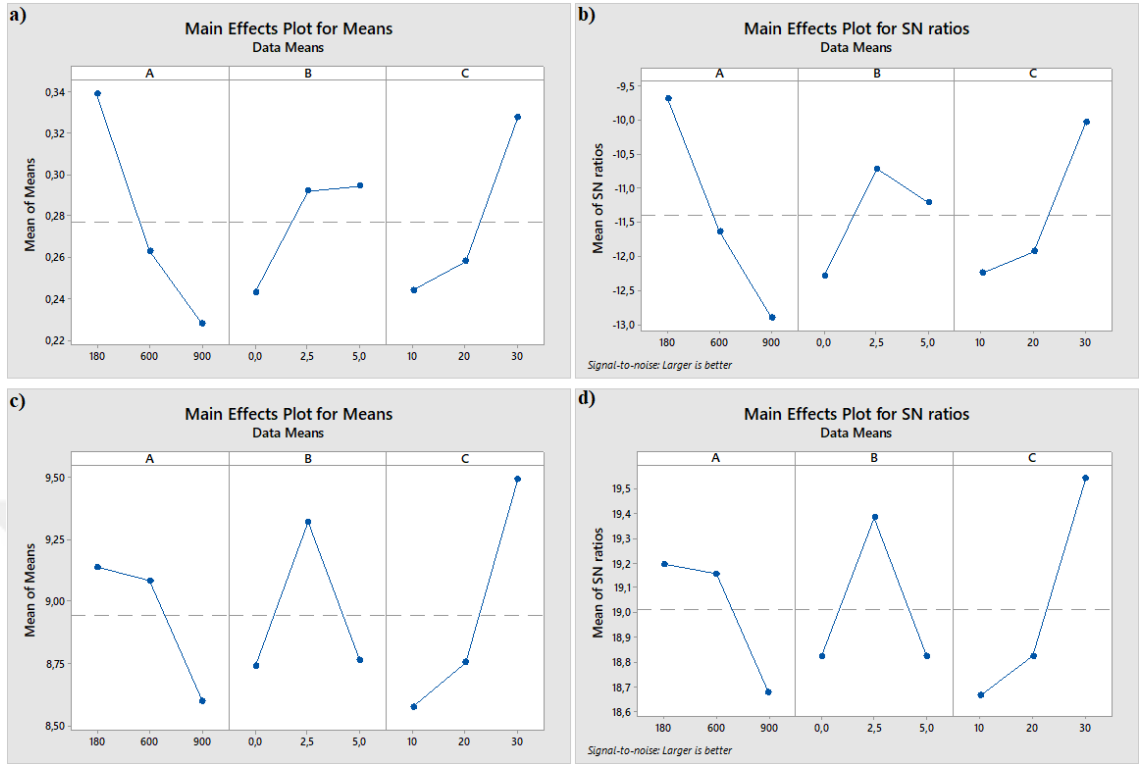 a)
Main Effects Plot for Means
Data Means
A B C
Mean of Means
0,34
0,32
0,30
0,28
0,26
0,24
0,22
180 600 900 0,0 2,5 5,0 10 20 30
b)
Main Effects Plot for SN ratios
Data Means
A B C
Mean of SN ratios
-9,5
-10,0
-10,5
-11,0
-11,5
-12,0
-12,5
-13,0
180 600 900 0,0 2,5 5,0 10 20 30
Signal-to-noise: Larger is better
c)
Main Effects Plot for Means
Data Means
A B C
Mean of Means
9,50
9,25
9,00
8,75
8,50
180 600 900 0,0 2,5 5,0 10 20 30
d)
Main Effects Plot for SN ratios
Data Means
A B C
Mean of SN ratios
19,5
19,4
19,3
19,2
19,1
19,0
18,9
18,8
18,7
18,6
180 600 900 0,0 2,5 5,0 10 20 30
Signal-to-noise: Larger is better